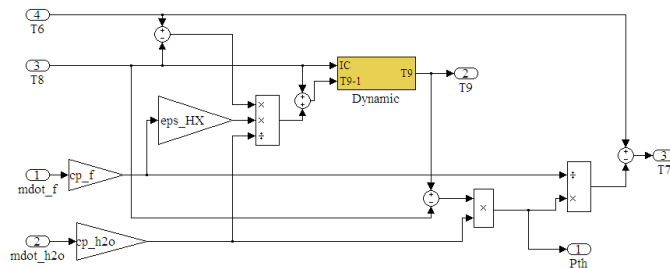 4
T6
3
T8
IC
T9-1
T9
Dynamic
2
T9
+
-
+
+
×
×
÷
eps_HX
1
mdot_f
cp_f
÷
×
+
-
3
T7
+
-
×
2
mdot_h2o
cp_h2o
1
Pth